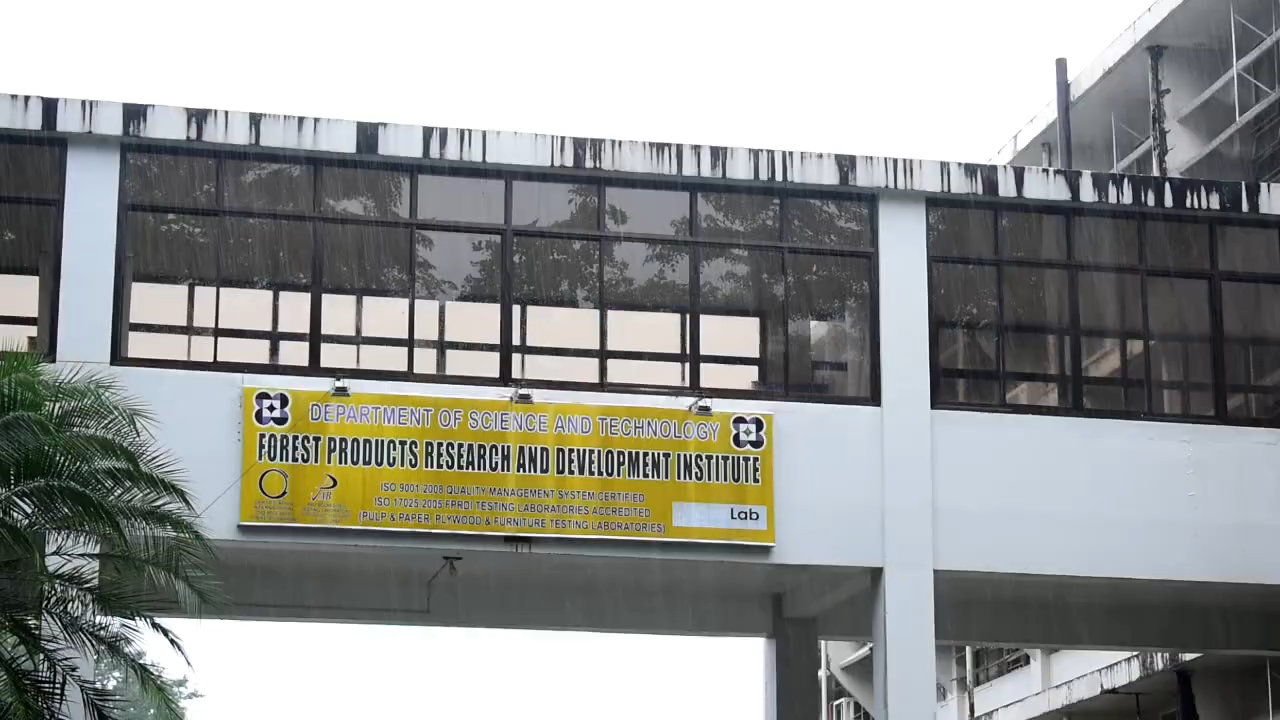 DEPARTMENT OF SCIENCE AND TECHNOLOGY
FOREST PRODUCTS RESEARCH AND DEVELOPMENT INSTITUTE
ISO 9001:2008 QUALITY MANAGEMENT SYSTEM CERTIFIED
ISO 17025:2005 FPRDI TESTING LABORATORIES ACCREDITED
(PULP & PAPER, PLYWOOD & FURNITURE TESTING LABORATORIES)
Lab